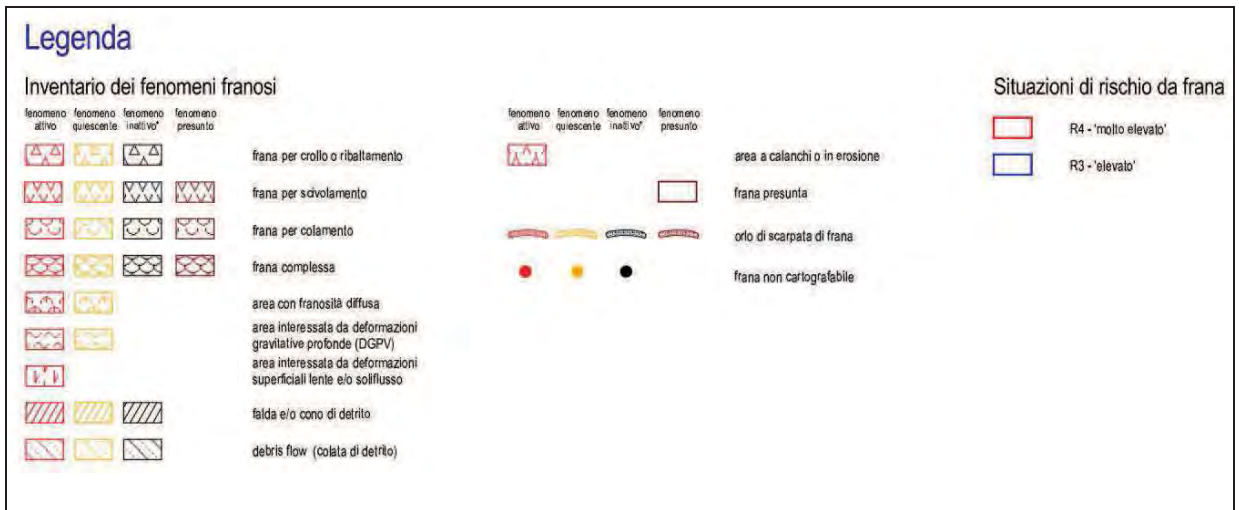 Legenda
Inventario dei fenomeni franosi
fenomeno fenomeno fenomeno fenomeno
attivo quiescente inattivo* presunto
frana per crollo o ribaltamento
frana per scivolamento
frana per colamento
frana complessa
area con franosità diffusa
area interessata da deformazioni
gravitative profonde (DGPV)
area interessata da deformazioni
superficiali lente e/o soliflusso
falda e/o cono di detrito
debris flow (colata di detrito)
fenomeno fenomeno fenomeno fenomeno
attivo quiescente inattivo* presunto
area a calanchi o in erosione
frana presunta
orlo di scarpata di frana
frana non cartografabile
Situazioni di rischio da frana
R4 - 'molto elevato'
R3 - 'elevato'